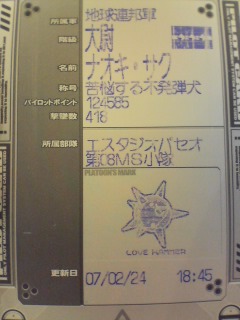 所属軍 地球連邦軍
階級 大尉
名前 ナオキ・サク
称号 苦悩する不発弾犬
パイロットポイント 124585
撃墜数 418
所属部隊 エスタジオ・パセオ
第08MS小隊
PLATOON'S MARK
LOVE HAMMER
更新日 07/02/24 18:45